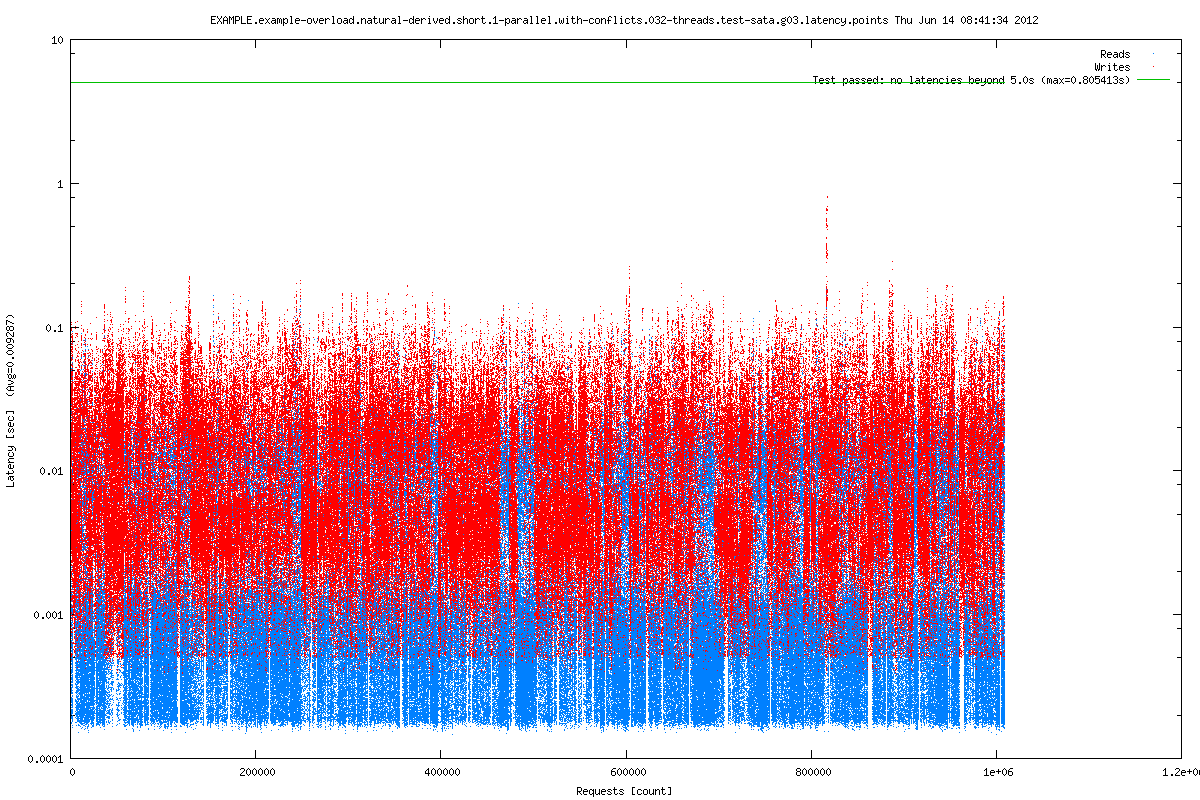 EXAMPLE.example-overload.natural-derived.short.1-parallel.with-conflicts.032-threads.test-sata.g03.latency.points Thu Jun 14 08:41:34 2012
10
Reads
Writes
Test passed: no latencies beyond 5.0s (max=0.805413s)
1
0.1
Latency [sec] (Avg=0.009287)
0.01
0.001
0.0001
0 200000 400000 600000 800000 1e+06 1.2e+0
Requests [count]